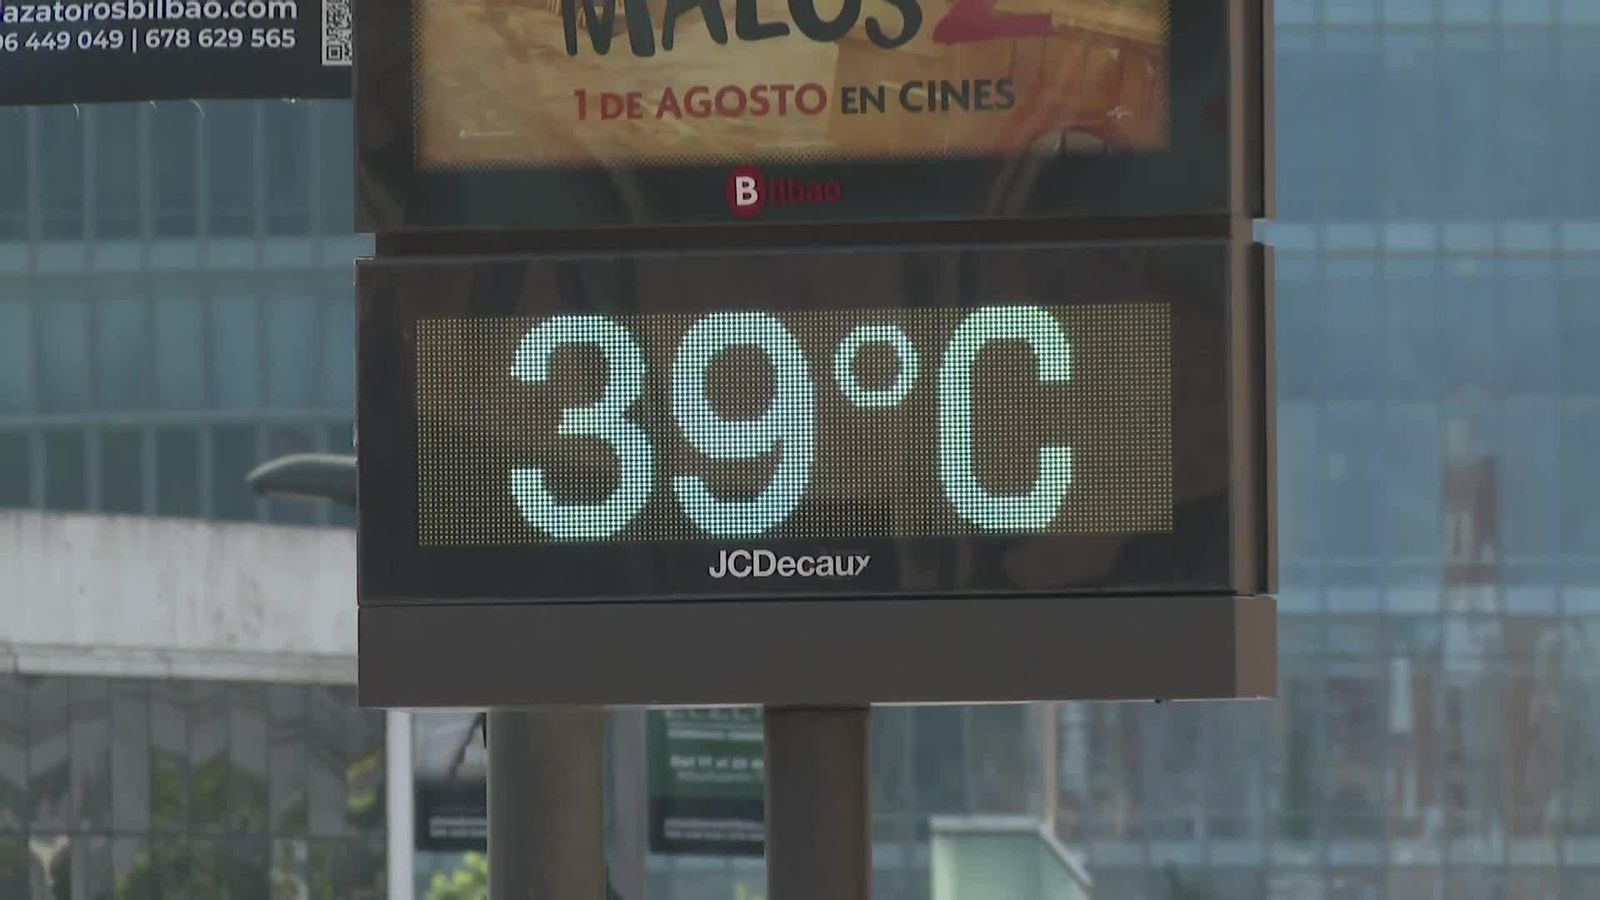 azatorosbilbao.com
06 449 049 | 678 629 565
MALOS 2
1 DE AGOSTO EN CINES
Bilbao
39°C
JCDecaux